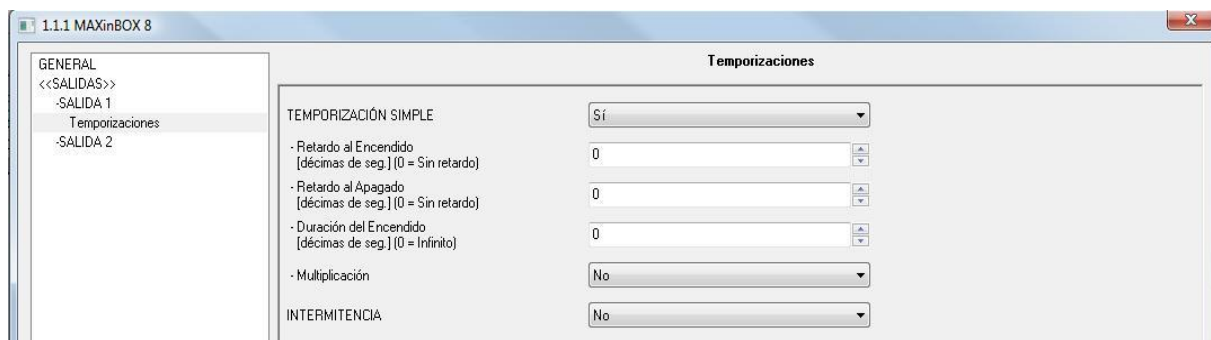 1.1.1 MAXinBOX 8
X
GENERAL
<<SALIDAS>>
-SALIDA 1
Temporizaciones
-SALIDA 2
Temporizaciones
TEMPORIZACIÓN SIMPLE
Sí
- Retardo al Encendido
[décimas de seg.] (0 = Sin retardo)
0
- Retardo al Apagado
[décimas de seg.] (0 = Sin retardo)
0
- Duración del Encendido
[décimas de seg.] (0 = Infinito)
0
- Multiplicación
No
INTERMITENCIA
No